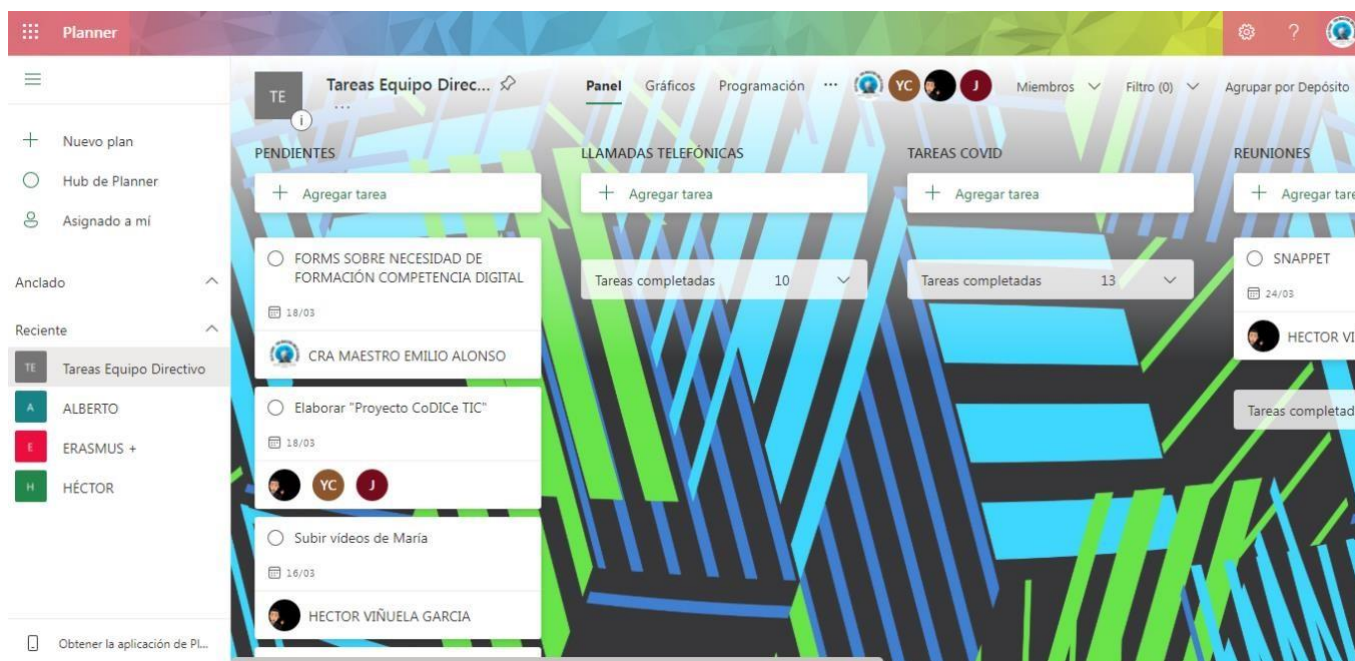 Planner
?
Nuevo plan
Hub de Planner
Asignado a mí
Anclado
Reciente
TE Tareas Equipo Directivo
A ALBERTO
E ERASMUS +
H HÉCTOR
Obtener la aplicación de Pl...
TE
Tareas Equipo Direc...
...
i
Panel Gráficos Programación ... YC J Miembros Filtro (0) Agrupar por Depósito
PENDIENTES
+ Agregar tarea
FORMS SOBRE NECESIDAD DE
FORMACIÓN COMPETENCIA DIGITAL
18/03
CRA MAESTRO EMILIO ALONSO
Elaborar "Proyecto CoDICe TIC"
18/03
YC J
Subir vídeos de María
16/03
HECTOR VIÑUELA GARCIA
LLAMADAS TELEFÓNICAS
+ Agregar tarea
Tareas completadas 10
TAREAS COVID
+ Agregar tarea
Tareas completadas 13
REUNIONES
+ Agregar tare
SNAPPET
24/03
HECTOR VI
Tareas completad